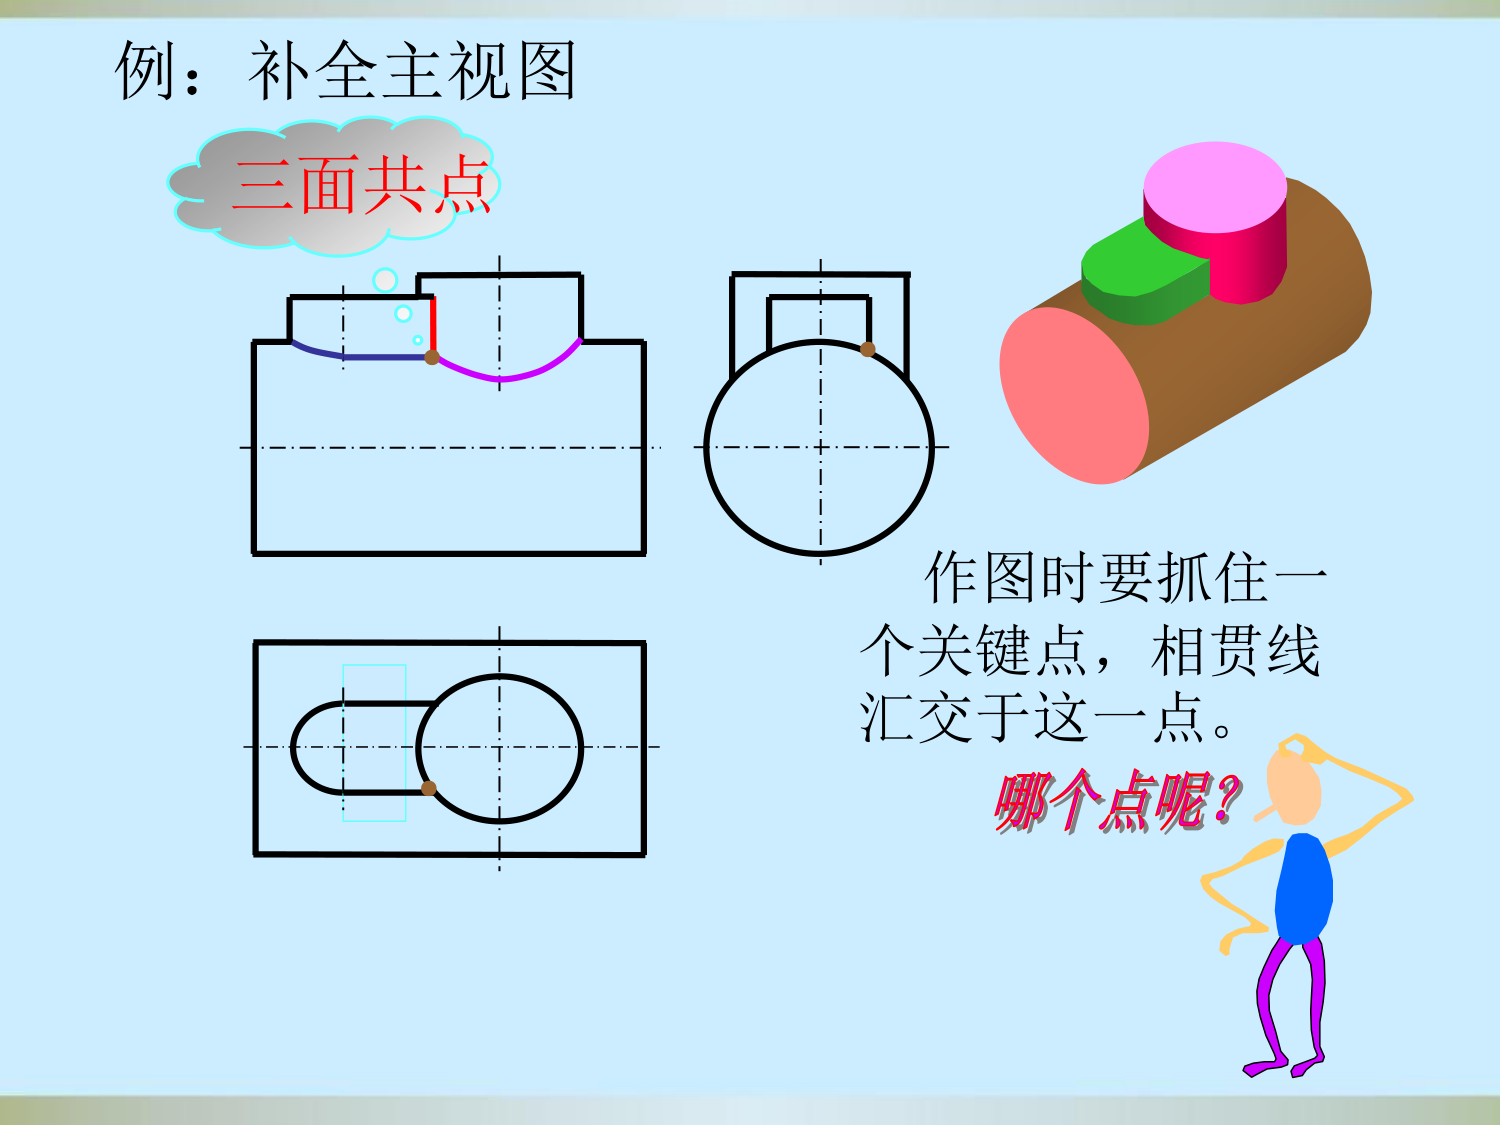 例：补全主视图
三面共点
作图时要抓住一
个关键点，相贯线
汇交于这一点。
哪个点呢？